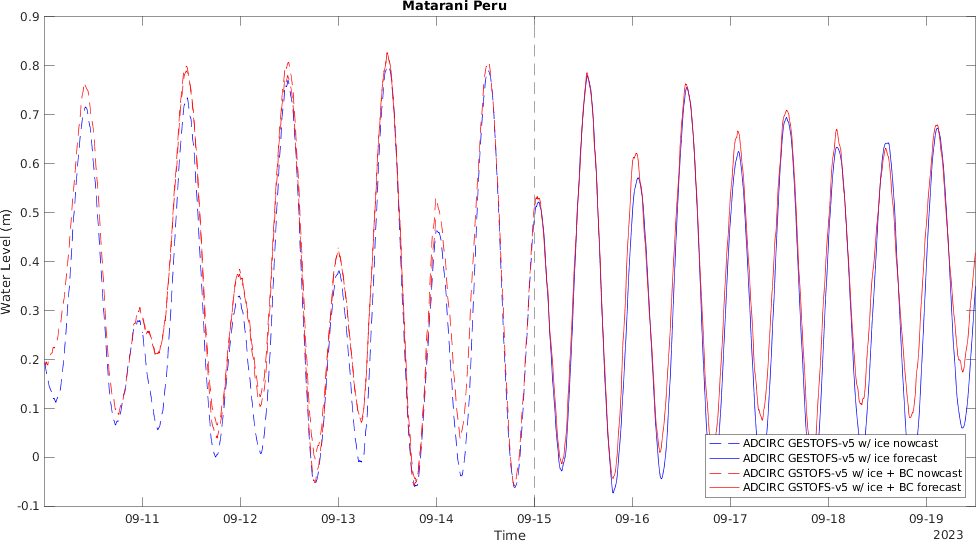 Matarani Peru
0.9
0.8
0.7
0.6
0.5
0.4
0.3
0.2
0.1
0
-0.1
Water Level (m)
ADCIRC GESTOFS-v5 w/ ice nowcast
ADCIRC GESTOFS-v5 w/ ice forecast
ADCIRC GSTOFS-v5 w/ ice + BC nowcast
ADCIRC GSTOFS-v5 w/ ice + BC forecast
09-11 09-12 09-13 09-14 09-15 09-16 09-17 09-18 09-19
Time
2023